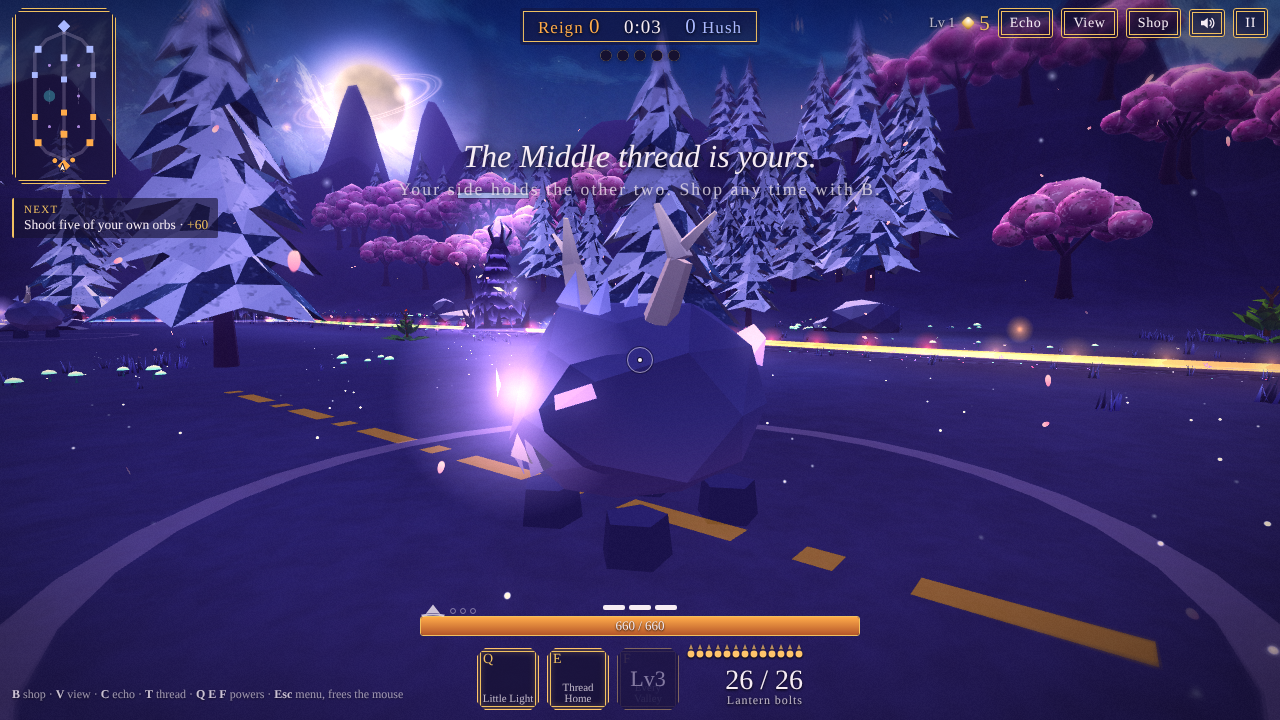 Reign 0 0:03 0 Hush
Lv 1 5 Echo View Shop II
The Middle thread is yours.
Your side holds the other two. Shop any time with B.
NEXT
Shoot five of your own orbs · +60
660 / 660
Q
Little Light
E
Thread
Home
Lv3
26 / 26
Lantern bolts
B shop · V view · C echo · T thread · Q E F powers · Esc menu, frees the mouse